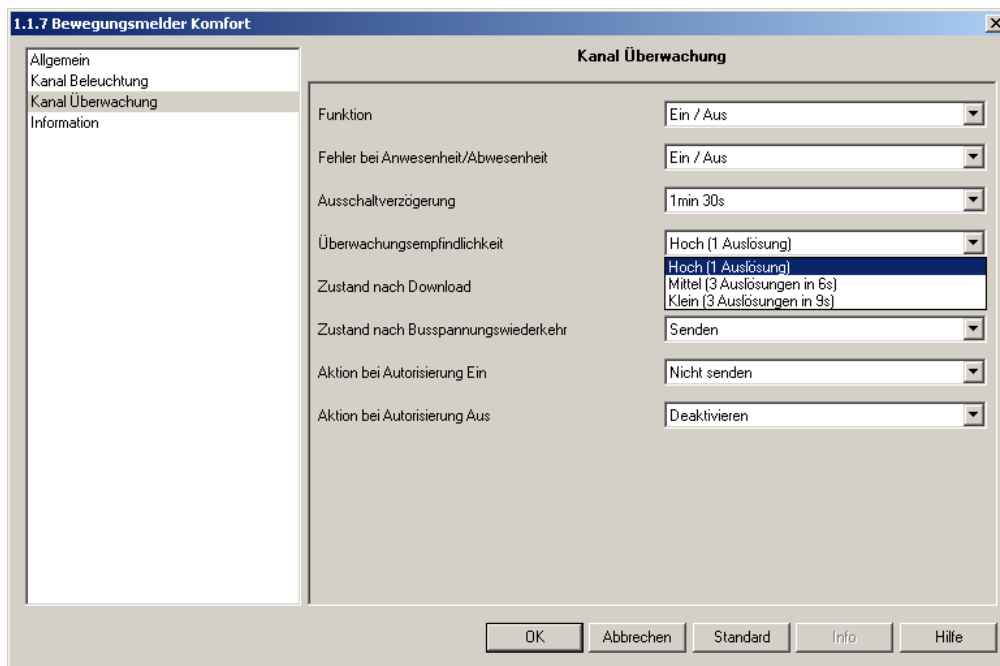 1.1.7 Bewegungsmelder Komfort
Allgemein
Kanal Beleuchtung
Kanal Überwachung
Information
Kanal Überwachung
Funktion
Ein / Aus
Fehler bei Anwesenheit/Abwesenheit
Ein / Aus
Ausschaltverzögerung
1min 30s
Überwachungsempfindlichkeit
Hoch (1 Auslösung)
Hoch (1 Auslösung)
Mittel (3 Auslösungen in 6s)
Klein (3 Auslösungen in 9s)
Zustand nach Download
Zustand nach Busspannungswiederkehr
Senden
Aktion bei Autorisierung Ein
Nicht senden
Aktion bei Autorisierung Aus
Deaktivieren
OK
Abbrechen
Standard
Info
Hilfe